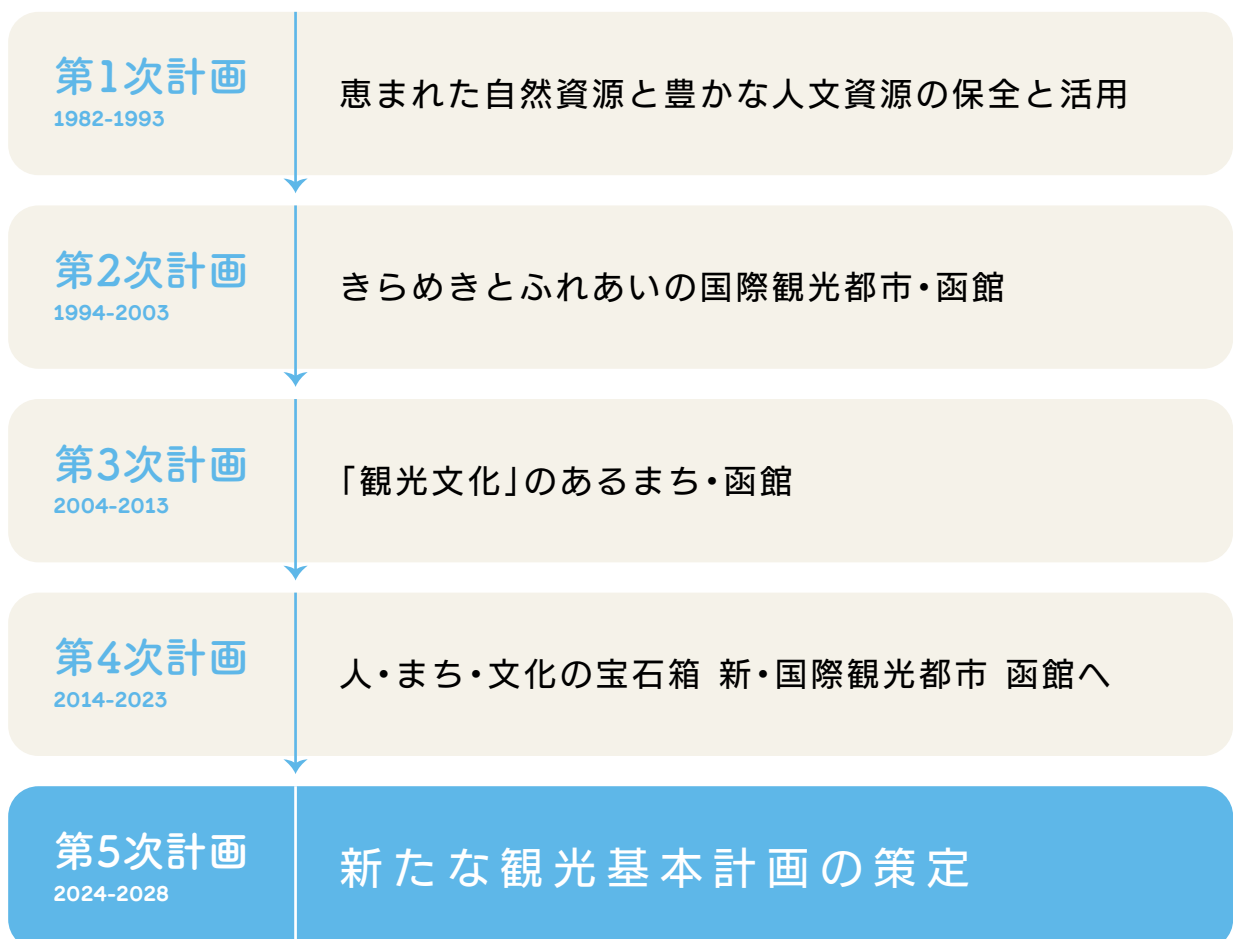 第1次計画
1982-1993
恵まれた自然資源と豊かな人文資源の保全と活用
第2次計画
1994-2003
きらめきとふれあいの国際観光都市・函館
第3次計画
2004-2013
「観光文化」のあるまち・函館
第4次計画
2014-2023
人・まち・文化の宝石箱 新・国際観光都市 函館へ
第5次計画
2024-2028
新たな観光基本計画の策定